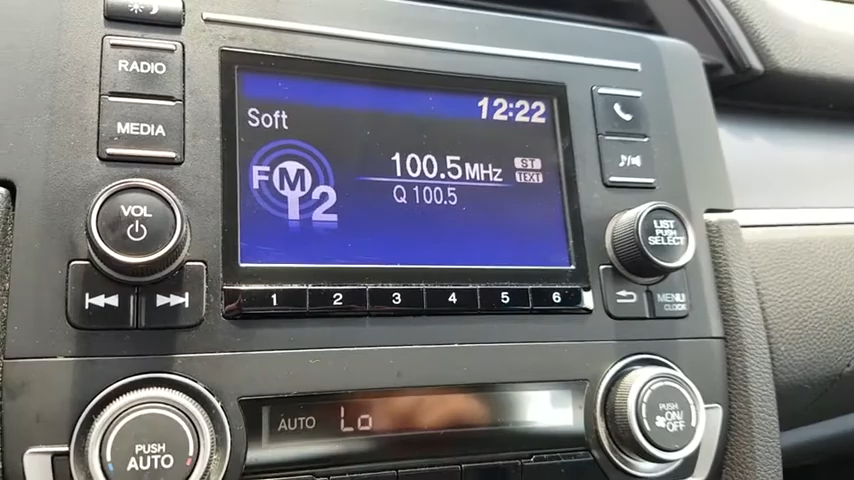 RADIO
MEDIA
VOL
Soft
12:22
FM 2
100.5MHz
ST
TEXT
Q 100.5
LIST
PUSH
SELECT
1 2 3 4 5 6
MENU
CLOCK
AUTO Lo
PUSH
AUTO
PUSH
ON/
OFF